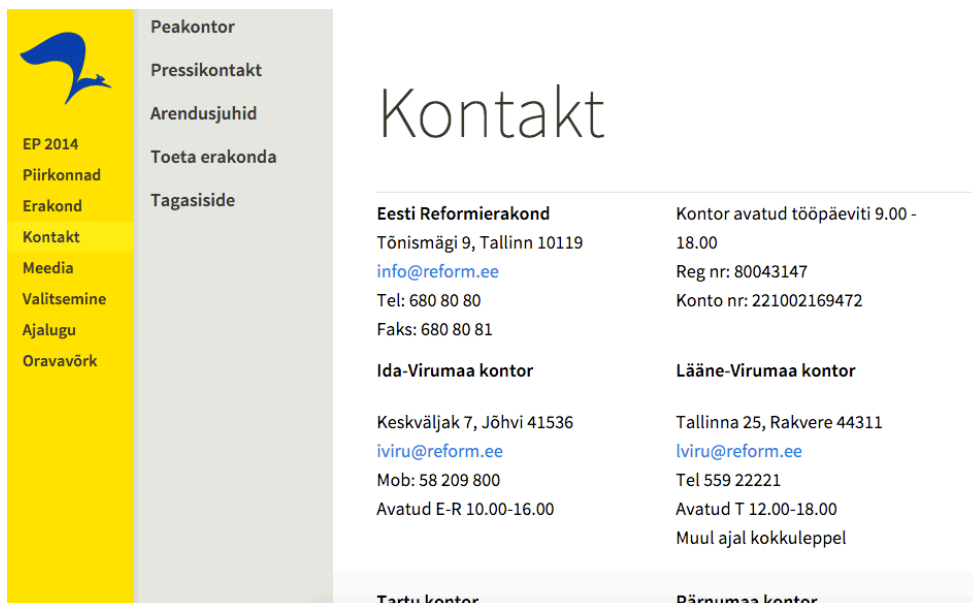 Peakontor
Pressikontakt
Arendusjuhid
Toeta erakonda
Tagasiside
EP 2014
Piirkonnad
Erakond
Kontakt
Meedia
Valitsemine
Ajalugu
Oravavõrk
Kontakt
Eesti Reformierakond
Tõnismägi 9, Tallinn 10119
info@reform.ee
Tel: 680 80 80
Faks: 680 80 81
Kontor avatud tööpäeviti 9.00 -
18.00
Reg nr: 80043147
Konto nr: 221002169472
Ida-Virumaa kontor
Keskväljak 7, Jõhvi 41536
iviru@reform.ee
Mob: 58 209 800
Avatud E-R 10.00-16.00
Lääne-Virumaa kontor
Tallinna 25, Rakvere 44311
lviru@reform.ee
Tel 559 22221
Avatud T 12.00-18.00
Muul ajal kokkuleppel
Tartu kontor
Pärnumaa kontor